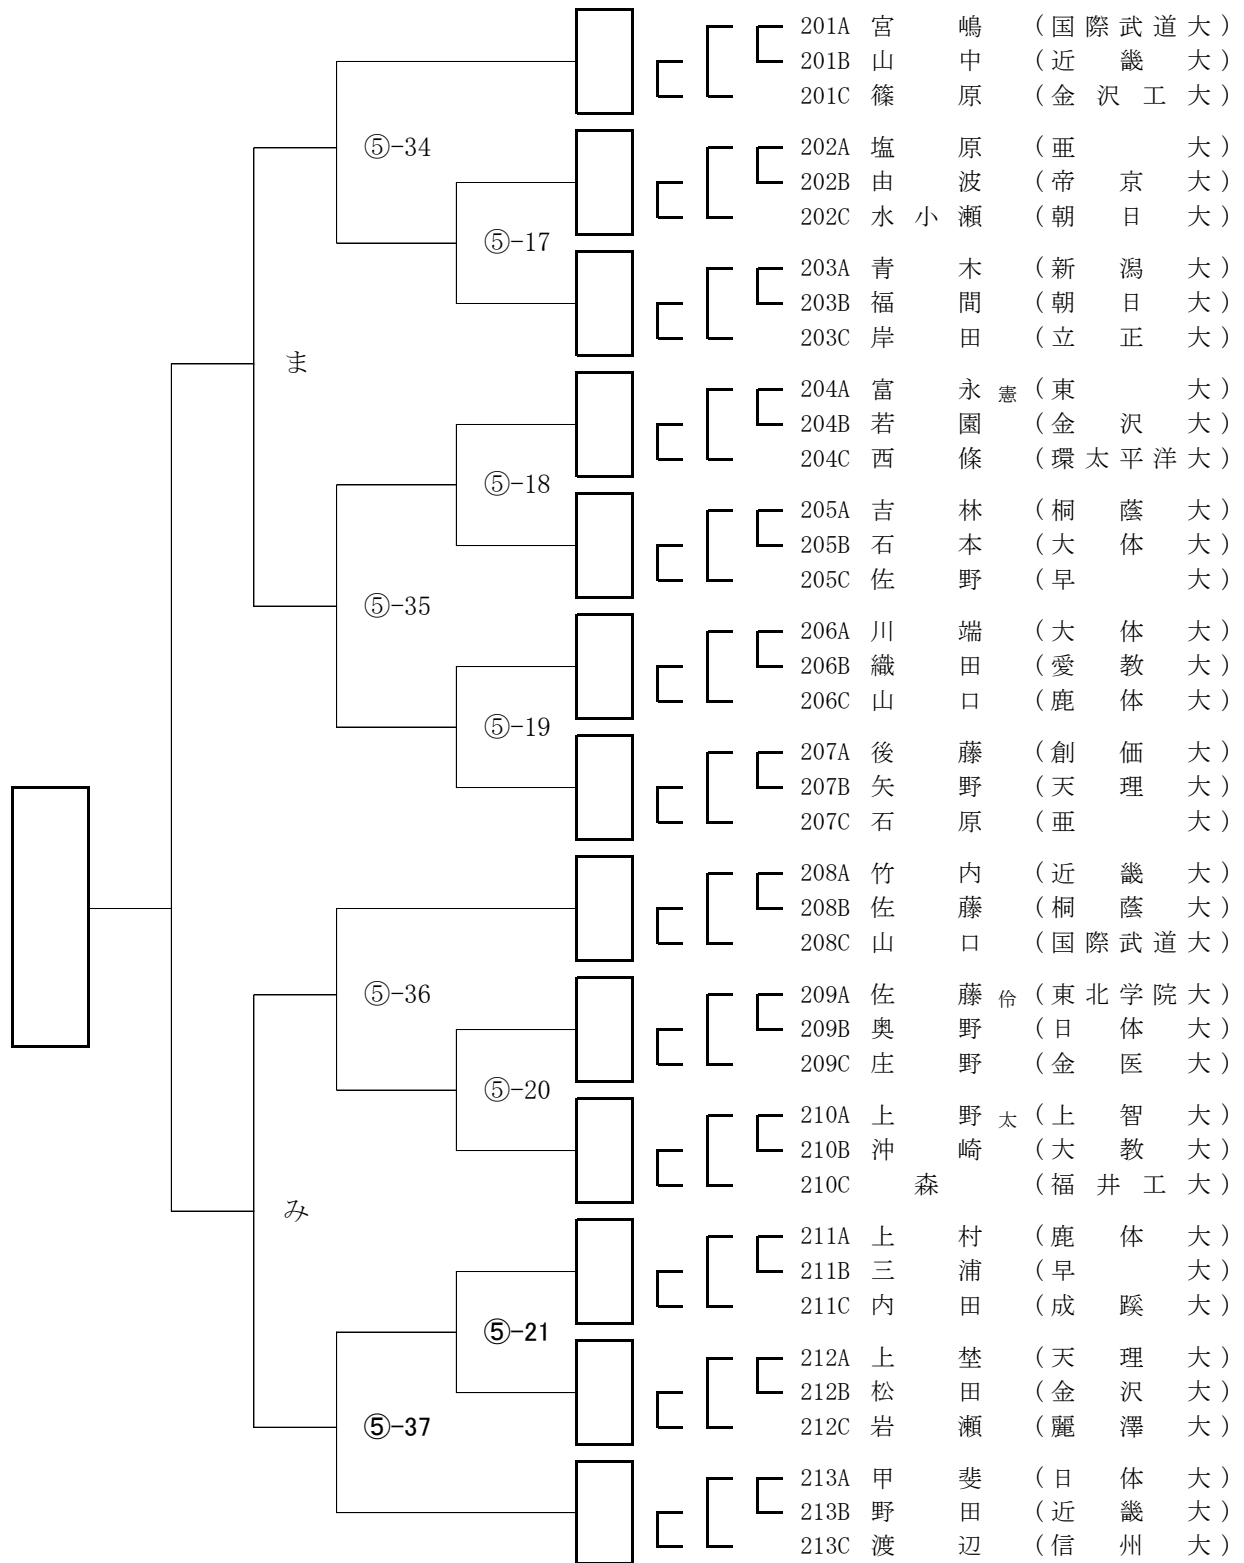 201A 宮嶋 (国際武道大)
201B 山中 (近畿大)
201C 篠原 (金沢工大)
⑤-34
202A 塩原 (亜大)
202B 由波 (帝京大)
202C 水小瀬 (朝日大)
⑤-17
203A 青木 (新潟大)
203B 福間 (朝日大)
203C 岸田 (立正大)
ま
204A 富永憲 (東大)
204B 若園 (金沢大)
204C 西條 (環太平洋大)
⑤-18
205A 吉林 (桐蔭大)
205B 石本 (大体大)
205C 佐野 (早大)
⑤-35
206A 川端 (大体大)
206B 織田 (愛教大)
206C 山口 (鹿体大)
⑤-19
207A 後藤 (創価大)
207B 矢野 (天理大)
207C 石原 (亜大)
208A 竹内 (近畿大)
208B 佐藤 (桐蔭大)
208C 山口 (国際武道大)
⑤-36
209A 佐藤伶 (東北学院大)
209B 奥野 (日体大)
209C 庄野 (金医大)
⑤-20
210A 上野太 (上智大)
210B 沖崎 (大教大)
210C 森 (福井工大)
み
211A 上村 (鹿体大)
211B 三浦 (早大)
211C 内田 (成蹊大)
⑤-21
212A 上埜 (天理大)
212B 松田 (金沢大)
212C 岩瀬 (麗澤大)
⑤-37
213A 甲斐 (日体大)
213B 野田 (近畿大)
213C 渡辺 (信州大)